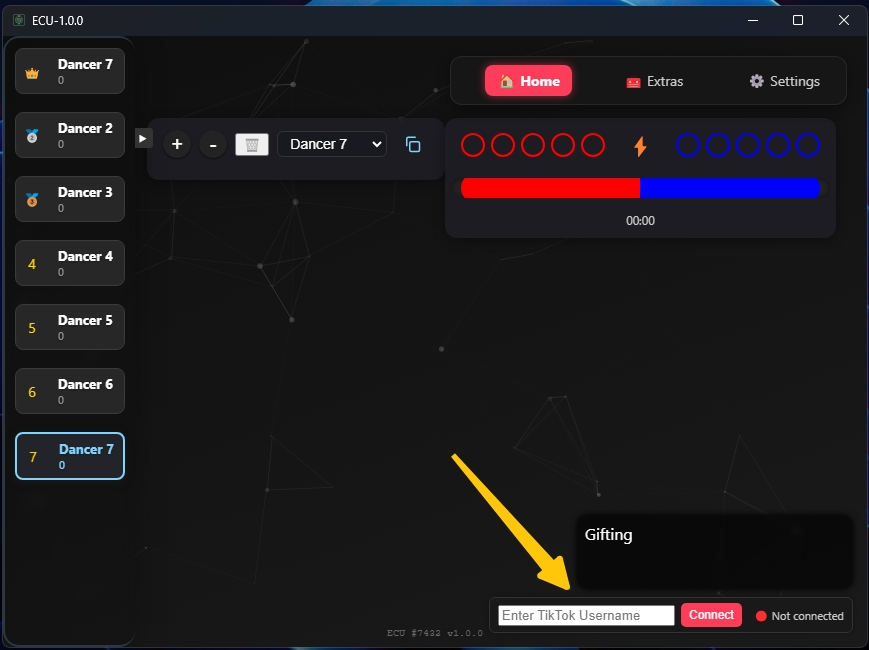 ECU-1.0.0
Dancer 7
0
Dancer 2
0
Dancer 3
0
4
Dancer 4
0
5
Dancer 5
0
6
Dancer 6
0
7
Dancer 7
0
+
-
Dancer 7
Home
Extras
Settings
00:00
Gifting
Enter TikTok Username
Connect
Not connected
ECU #7432 v1.0.0